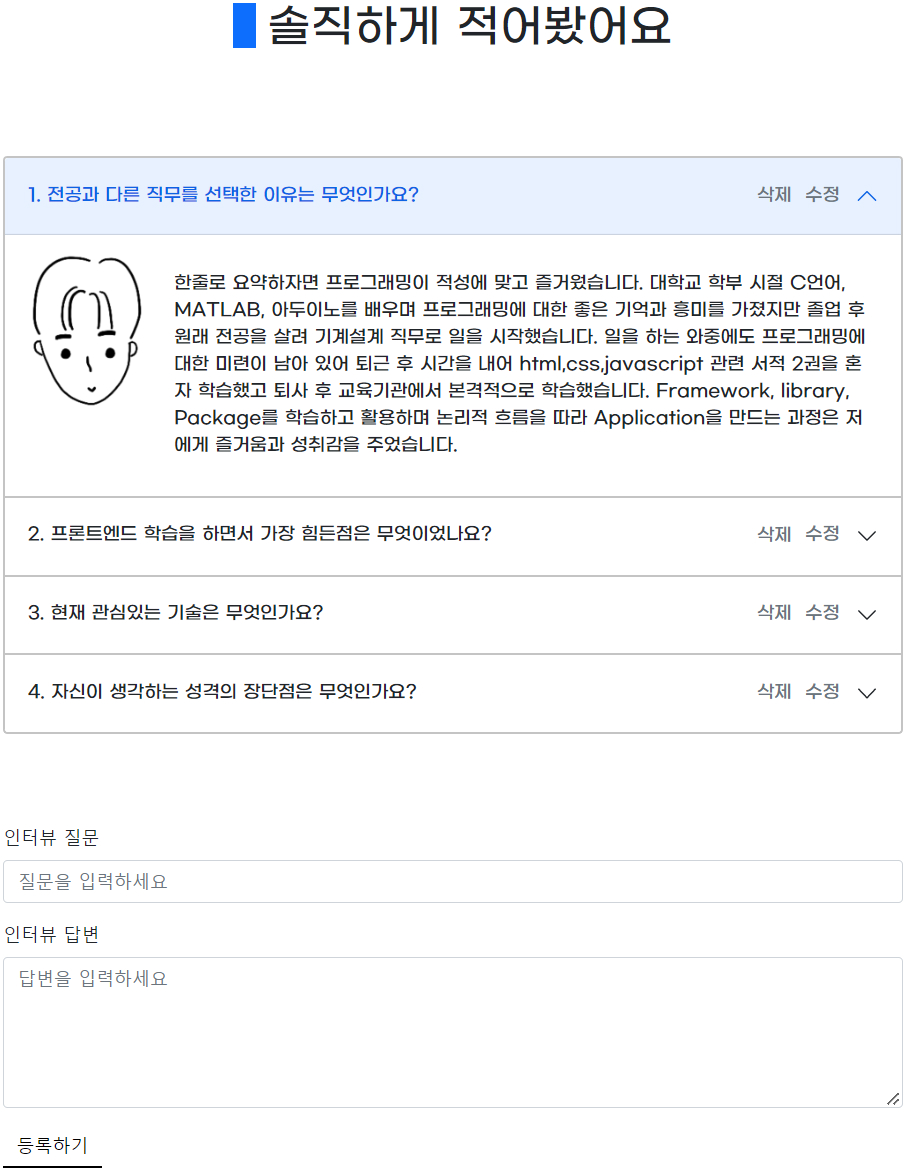 솔직하게 적어봤어요
1. 전공과 다른 직무를 선택한 이유는 무엇인가요? 삭제 수정
한줄로 요약하자면 프로그래밍이 적성에 맞고 즐거웠습니다. 대학교 학부 시절 C언어,
MATLAB, 아두이노를 배우며 프로그래밍에 대한 좋은 기억과 흥미를 가졌지만 졸업 후
원래 전공을 살려 기계설계 직무로 일을 시작했습니다. 일을 하는 와중에도 프로그래밍에
대한 미련이 남아 있어 퇴근 후 시간을 내어 html,css,javascript 관련 서적 2권을 혼
자 학습했고 퇴사 후 교육기관에서 본격적으로 학습했습니다. Framework, library,
Package를 학습하고 활용하며 논리적 흐름을 따라 Application을 만드는 과정은 저
에게 즐거움과 성취감을 주었습니다.
2. 프론트엔드 학습을 하면서 가장 힘든점은 무엇이었나요? 삭제 수정
3. 현재 관심있는 기술은 무엇인가요? 삭제 수정
4. 자신이 생각하는 성격의 장단점은 무엇인가요? 삭제 수정
인터뷰 질문
질문을 입력하세요
인터뷰 답변
답변을 입력하세요
등록하기